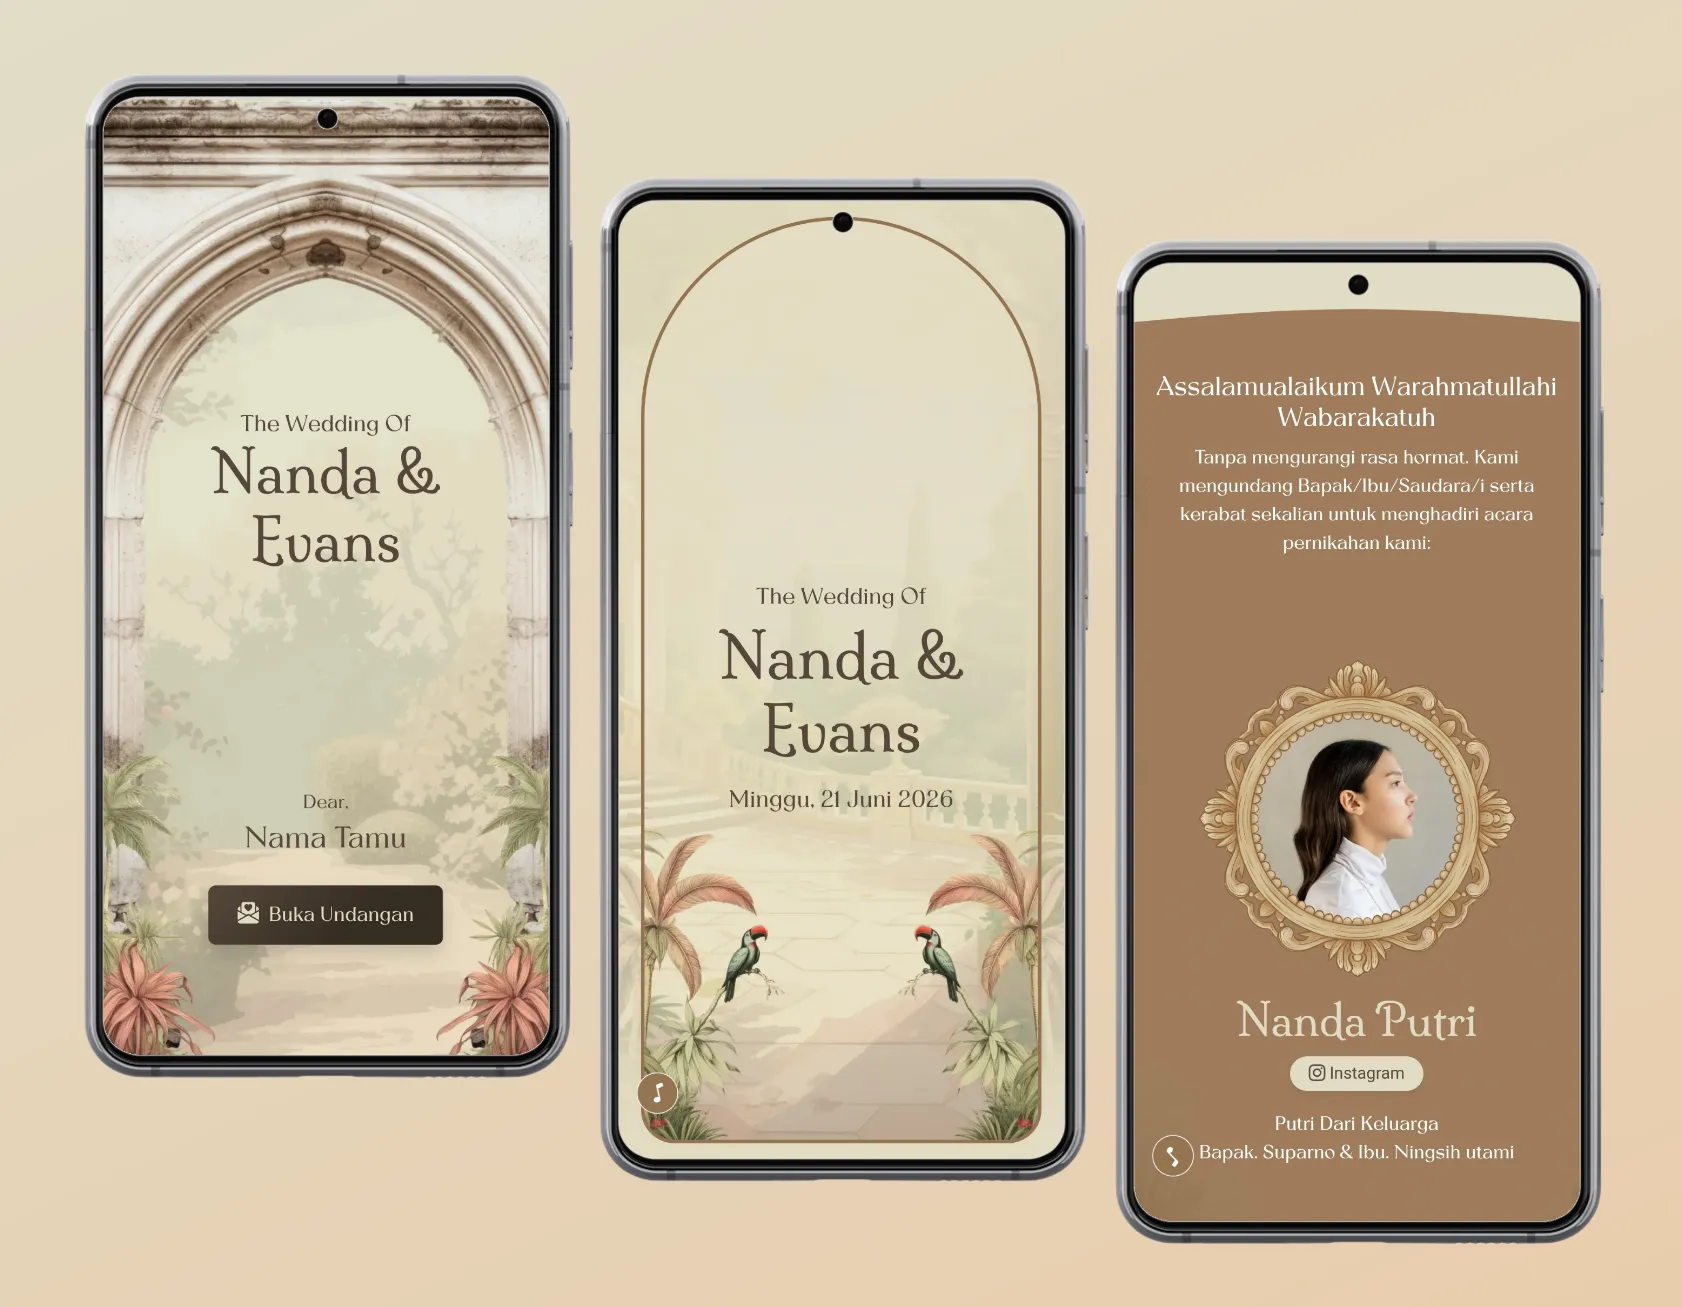 The Wedding Of
Nanda &
Evans
Dear,
Nama Tamu
Buka Undangan
The Wedding Of
Nanda &
Evans
Minggu, 21 Juni 2026
Assalamualaikum Warahmatullahi
Wabarakatuh
Tanpa mengurangi rasa hormat. Kami
mengundang Bapak/Ibu/Saudara/i serta
kerabat sekalian untuk menghadiri acara
pernikahan kami:
Nanda Putri
Instagram
Putri Dari Keluarga
Bapak. Suparno & Ibu. Ningsih utami